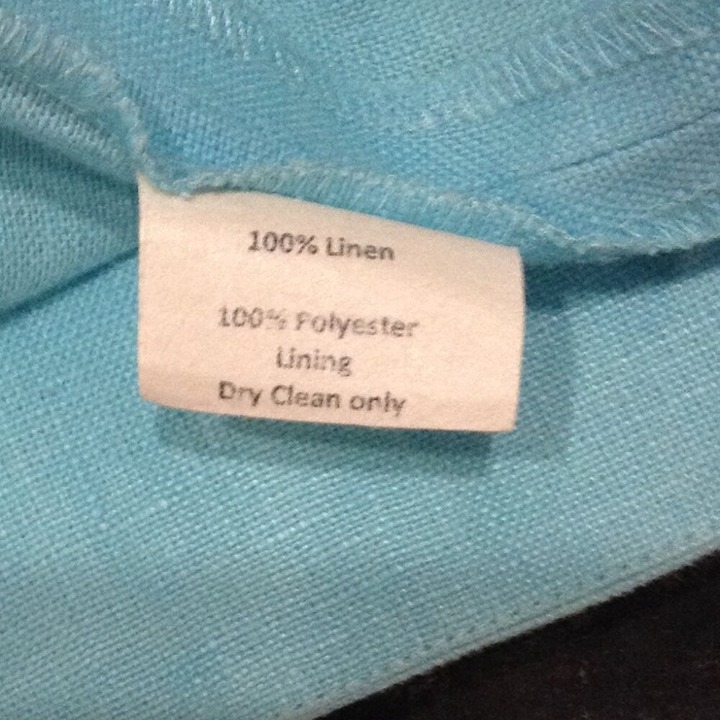 100% Linen
100% Polyester
Lining
Dry Clean only